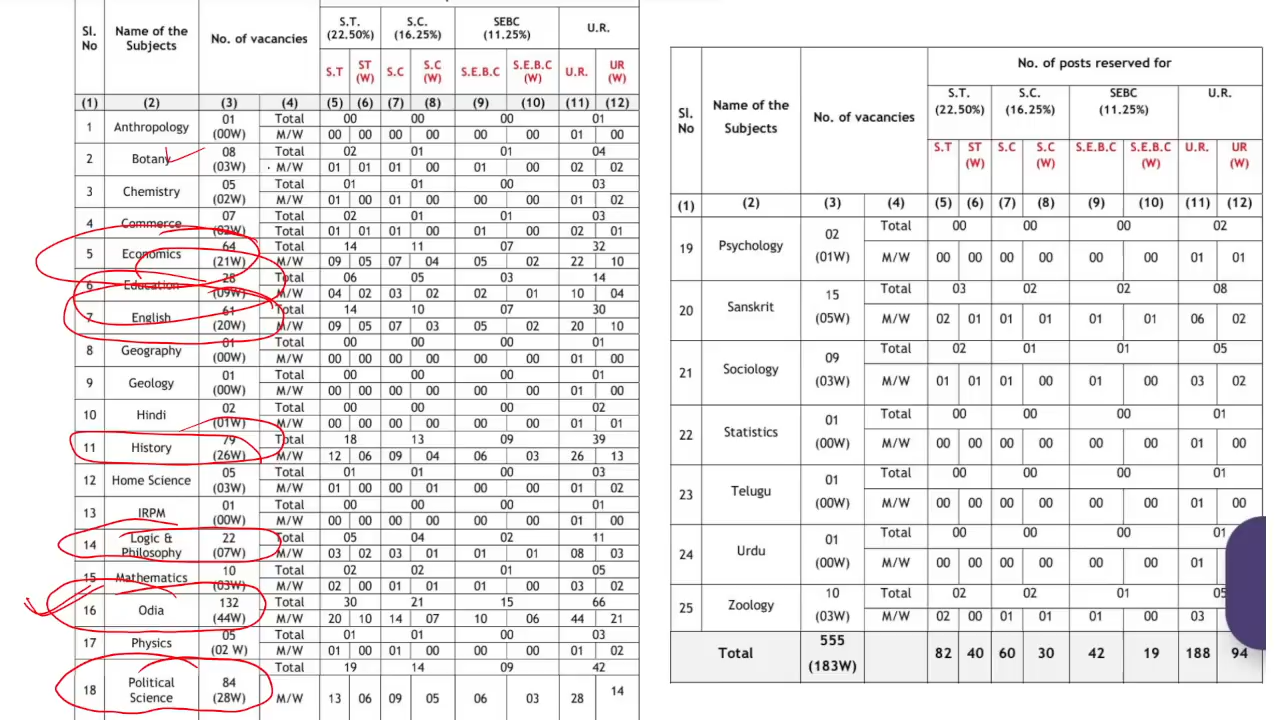 Sl. No | Name of the Subjects | No. of vacancies | S.T. (22.50%) | S.C. (16.25%) | SEBC (11.25%) | U.R.
S.T | ST (W) | S.C | S.C (W) | S.E.B.C | S.E.B.C (W) | U.R. | UR (W)
(1) | (2) | (3) | (4) | (5) | (6) | (7) | (8) | (9) | (10) | (11) | (12)
1 | Anthropology | 01 (00W) | Total | 00 | 00 | 00 | 01
M/W | 00 | 00 | 00 | 00 | 00 | 00 | 01 | 00
2 | Botany | 08 (03W) | Total | 02 | 01 | 01 | 04
M/W | 01 | 01 | 01 | 00 | 01 | 00 | 02 | 02
3 | Chemistry | 05 (02W) | Total | 01 | 01 | 00 | 03
M/W | 01 | 00 | 01 | 00 | 00 | 00 | 01 | 02
4 | Commerce | 07 (02W) | Total | 02 | 01 | 01 | 03
M/W | 01 | 01 | 01 | 00 | 01 | 00 | 02 | 01
5 | Economics | 64 (21W) | Total | 14 | 11 | 07 | 32
M/W | 09 | 05 | 07 | 04 | 05 | 02 | 22 | 10
6 | Education | 28 (09W) | Total | 06 | 05 | 03 | 14
M/W | 04 | 02 | 03 | 02 | 02 | 01 | 10 | 04
7 | English | 61 (20W) | Total | 14 | 10 | 07 | 30
M/W | 09 | 05 | 07 | 03 | 05 | 02 | 20 | 10
8 | Geography | 01 (00W) | Total | 00 | 00 | 00 | 01
M/W | 00 | 00 | 00 | 00 | 00 | 00 | 01 | 00
9 | Geology | 01 (00W) | Total | 00 | 00 | 00 | 01
M/W | 00 | 00 | 00 | 00 | 00 | 00 | 01 | 00
10 | Hindi | 02 (01W) | Total | 00 | 00 | 00 | 02
M/W | 00 | 00 | 00 | 00 | 00 | 00 | 01 | 01
11 | History | 79 (26W) | Total | 18 | 13 | 09 | 39
M/W | 12 | 06 | 09 | 04 | 06 | 03 | 26 | 13
12 | Home Science | 05 (03W) | Total | 01 | 01 | 00 | 03
M/W | 01 | 00 | 00 | 01 | 00 | 00 | 01 | 02
13 | IRPM | 01 (00W) | Total | 00 | 00 | 00 | 01
M/W | 00 | 00 | 00 | 00 | 00 | 00 | 01 | 00
14 | Logic & Philosophy | 22 (07W) | Total | 05 | 04 | 02 | 11
M/W | 03 | 02 | 03 | 01 | 01 | 01 | 08 | 03
15 | Mathematics | 10 (03W) | Total | 02 | 02 | 01 | 05
M/W | 02 | 00 | 01 | 01 | 01 | 00 | 03 | 02
16 | Odia | 132 (44W) | Total | 30 | 21 | 15 | 66
M/W | 20 | 10 | 14 | 07 | 10 | 06 | 44 | 21
17 | Physics | 05 (02 W) | Total | 01 | 01 | 00 | 03
M/W | 01 | 00 | 01 | 00 | 00 | 00 | 01 | 02
18 | Political Science | 84 (28W) | Total | 19 | 14 | 09 | 42
M/W | 13 | 06 | 09 | 05 | 06 | 03 | 28 | 14
Sl. No | Name of the Subjects | No. of vacancies | No. of posts reserved for
S.T. (22.50%) | S.C. (16.25%) | SEBC (11.25%) | U.R.
S.T | ST (W) | S.C | S.C (W) | S.E.B.C | S.E.B.C (W) | U.R. | UR (W)
(1) | (2) | (3) | (4) | (5) | (6) | (7) | (8) | (9) | (10) | (11) | (12)
19 | Psychology | 02 (01W) | Total | 00 | 00 | 00 | 02
M/W | 00 | 00 | 00 | 00 | 00 | 00 | 01 | 01
20 | Sanskrit | 15 (05W) | Total | 03 | 02 | 02 | 08
M/W | 02 | 01 | 01 | 01 | 01 | 01 | 06 | 02
21 | Sociology | 09 (03W) | Total | 02 | 01 | 01 | 05
M/W | 01 | 01 | 01 | 00 | 01 | 00 | 03 | 02
22 | Statistics | 01 (00W) | Total | 00 | 00 | 00 | 01
M/W | 00 | 00 | 00 | 00 | 00 | 00 | 01 | 00
23 | Telugu | 01 (00W) | Total | 00 | 00 | 00 | 01
M/W | 00 | 00 | 00 | 00 | 00 | 00 | 01 | 00
24 | Urdu | 01 (00W) | Total | 00 | 00 | 00 | 01
M/W | 00 | 00 | 00 | 00 | 00 | 00 | 01
25 | Zoology | 10 (03W) | Total | 02 | 02 | 01 | 05
M/W | 02 | 00 | 01 | 01 | 01 | 00 | 03
Total | 555 (183W) | 82 | 40 | 60 | 30 | 42 | 19 | 188 | 94